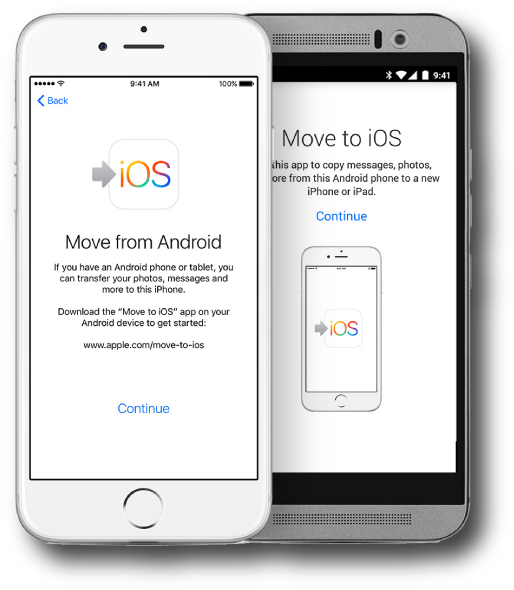 9:41 AM
100%
Back
iOS
Move from Android
If you have an Android phone or tablet, you
can transfer your photos, messages and
more to this iPhone.
Download the “Move to iOS” app on your
Android device to get started:
www.apple.com/move-to-ios
Continue
9:41
Move to iOS
this app to copy messages, photos,
ore from this Android phone to a new
iPhone or iPad.
Continue
iOS